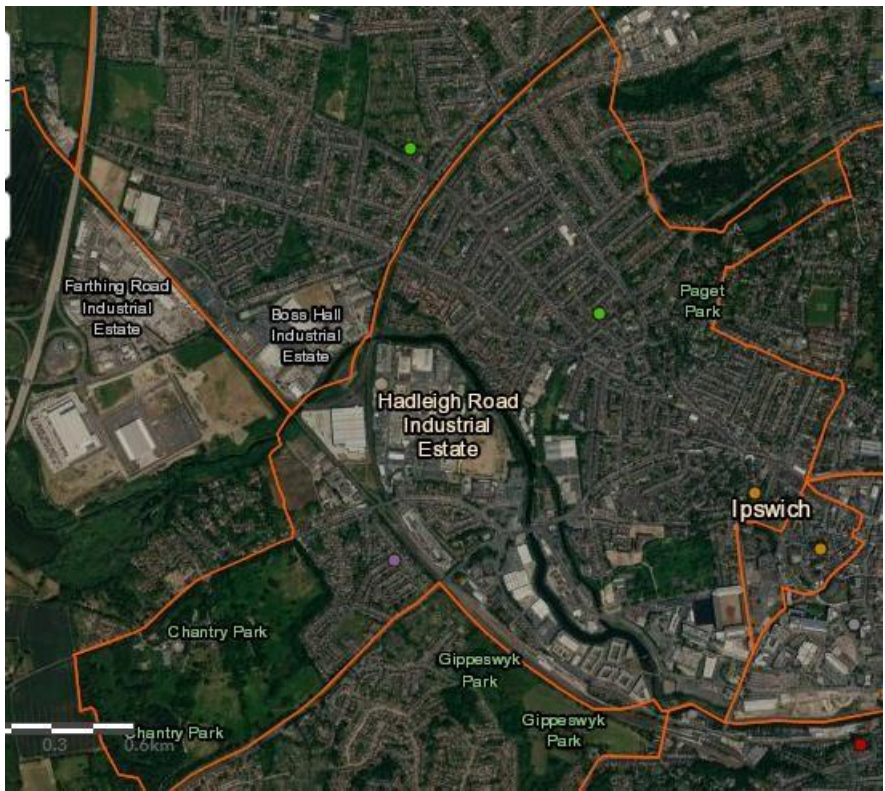 Farthing Road
Industrial
Estate
Boss Hall
Industrial
Estate
Paget
Park
Hadleigh Road
Industrial
Estate
Ipswich
Chantry Park
Gippeswyk
Park
Gippeswyk
Park
Chantry Park
0.3
0.6km